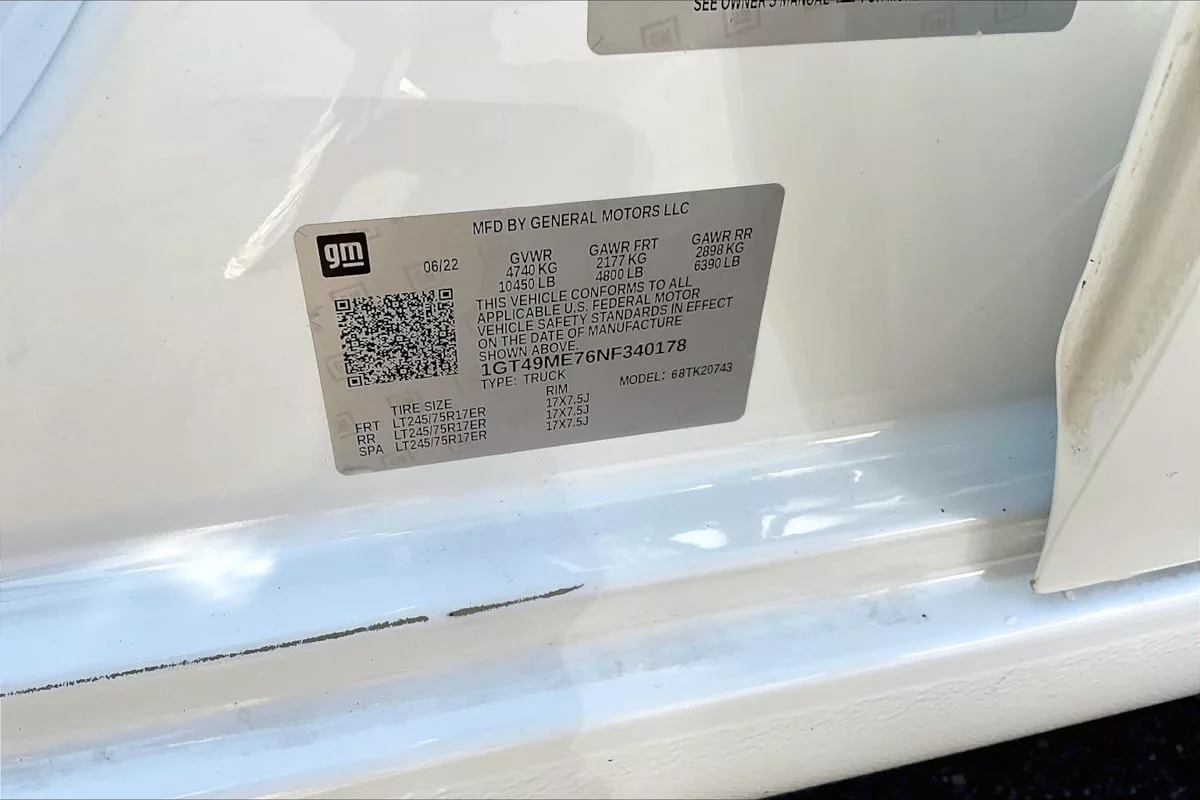 SEE OWNER'S MANUAL
MFD BY GENERAL MOTORS LLC
gm
06/22
GVWR GAWR FRT GAWR RR
4740 KG 2177 KG 2898 KG
10450 LB 4800 LB 6390 LB
THIS VEHICLE CONFORMS TO ALL
APPLICABLE U.S. FEDERAL MOTOR
VEHICLE SAFETY STANDARDS IN EFFECT
ON THE DATE OF MANUFACTURE
SHOWN ABOVE.
1GT49ME76NF340178
TYPE: TRUCK MODEL: 68TK20743
TIRE SIZE RIM
FRT LT245/75R17ER 17X7.5J
RR LT245/75R17ER 17X7.5J
SPA LT245/75R17ER 17X7.5J